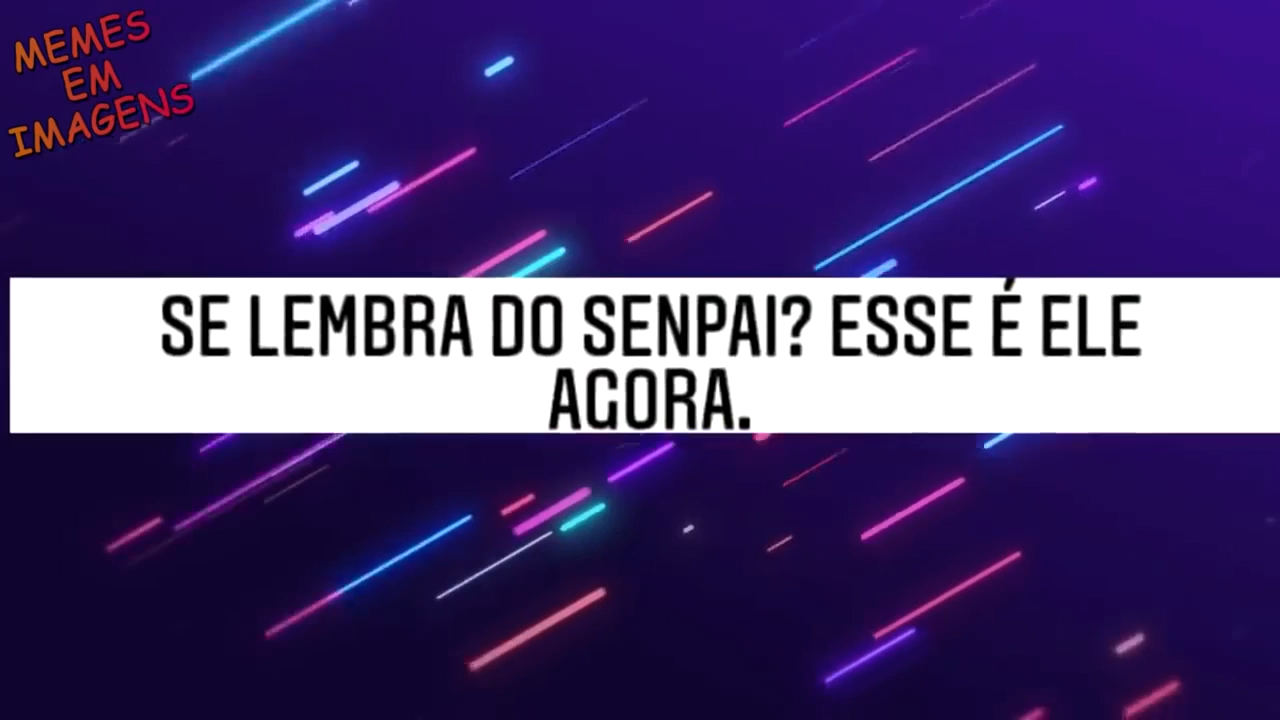 MEMES
EM
IMAGENS
SE LEMBRA DO SENPAI? ESSE É ELE
AGORA.